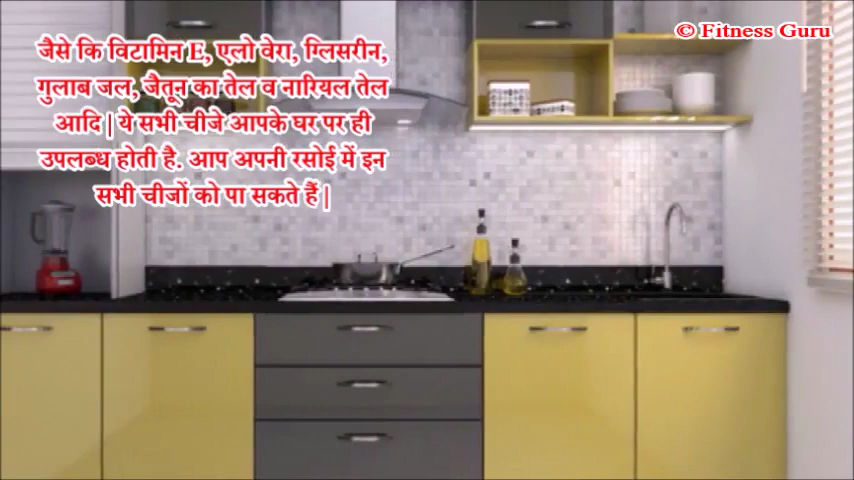 © Fitness Guru
जैसे कि विटामिन E, एलो वेरा, ग्लिसरीन,
गुलाब जल, जैतून का तेल व नारियल तेल
आदि | ये सभी चीजे आपके घर पर ही
उपलब्ध होती है. आप अपनी रसोई में इन
सभी चीजों को पा सकते हैं |